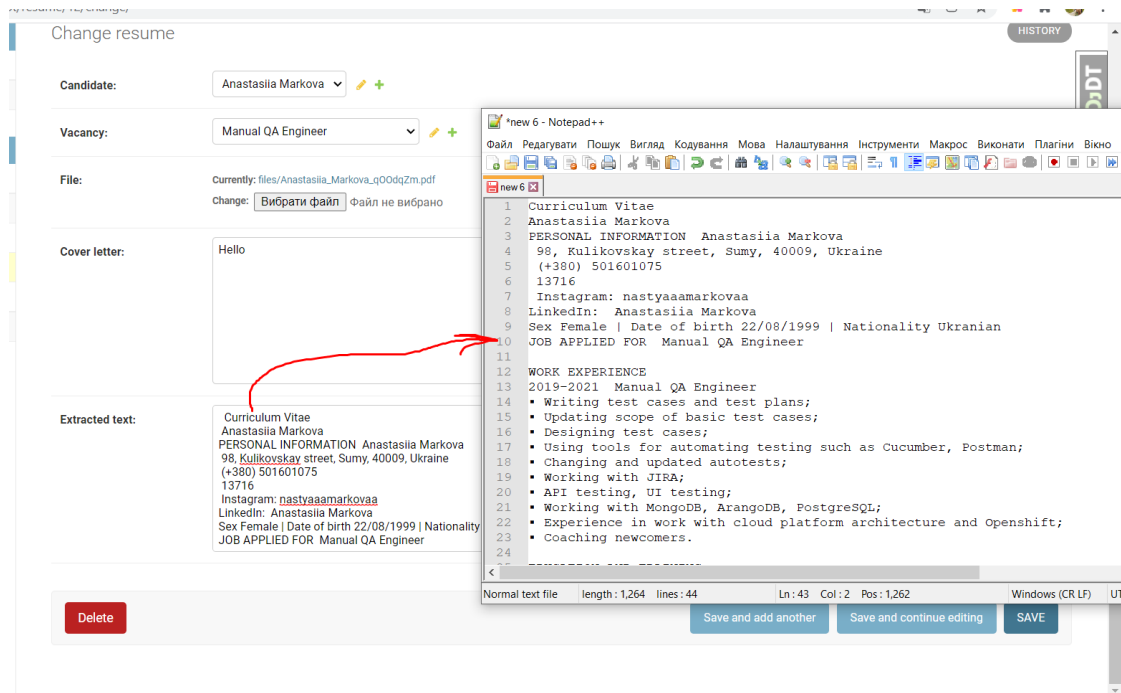 x/resume/12/change/
Change resume
HISTORY
Candidate:
Anastasiia Markova
Vacancy:
Manual QA Engineer
File:
Currently: files/Anastasiia_Markova_qOOdqZm.pdf
Change: Вибрати файл Файл не вибрано
Cover letter:
Hello
Extracted text:
Curriculum Vitae
Anastasiia Markova
PERSONAL INFORMATION Anastasiia Markova
98, Kulikovskay street, Sumy, 40009, Ukraine
(+380) 501601075
13716
Instagram: nastyaaamarkovaa
LinkedIn: Anastasiia Markova
Sex Female | Date of birth 22/08/1999 | Nationality
JOB APPLIED FOR Manual QA Engineer
Delete
Save and add another
Save and continue editing
SAVE
DjDT
*new 6 - Notepad++
Файл Редагувати Пошук Вигляд Кодування Мова Налаштування Інструменти Макрос Виконати Плагіни Вікно
new 6
1 Curriculum Vitae
2 Anastasiia Markova
3 PERSONAL INFORMATION Anastasiia Markova
4 98, Kulikovskay street, Sumy, 40009, Ukraine
5 (+380) 501601075
6 13716
7 Instagram: nastyaaamarkovaa
8 LinkedIn: Anastasiia Markova
9 Sex Female | Date of birth 22/08/1999 | Nationality Ukranian
10 JOB APPLIED FOR Manual QA Engineer
11
12 WORK EXPERIENCE
13 2019-2021 Manual QA Engineer
14 ▪ Writing test cases and test plans;
15 ▪ Updating scope of basic test cases;
16 ▪ Designing test cases;
17 ▪ Using tools for automating testing such as Cucumber, Postman;
18 ▪ Changing and updated autotests;
19 ▪ Working with JIRA;
20 ▪ API testing, UI testing;
21 ▪ Working with MongoDB, ArangoDB, PostgreSQL;
22 ▪ Experience in work with cloud platform architecture and Openshift;
23 ▪ Coaching newcomers.
24
Normal text file length : 1,264 lines : 44 Ln : 43 Col : 2 Pos : 1,262 Windows (CR LF) UT